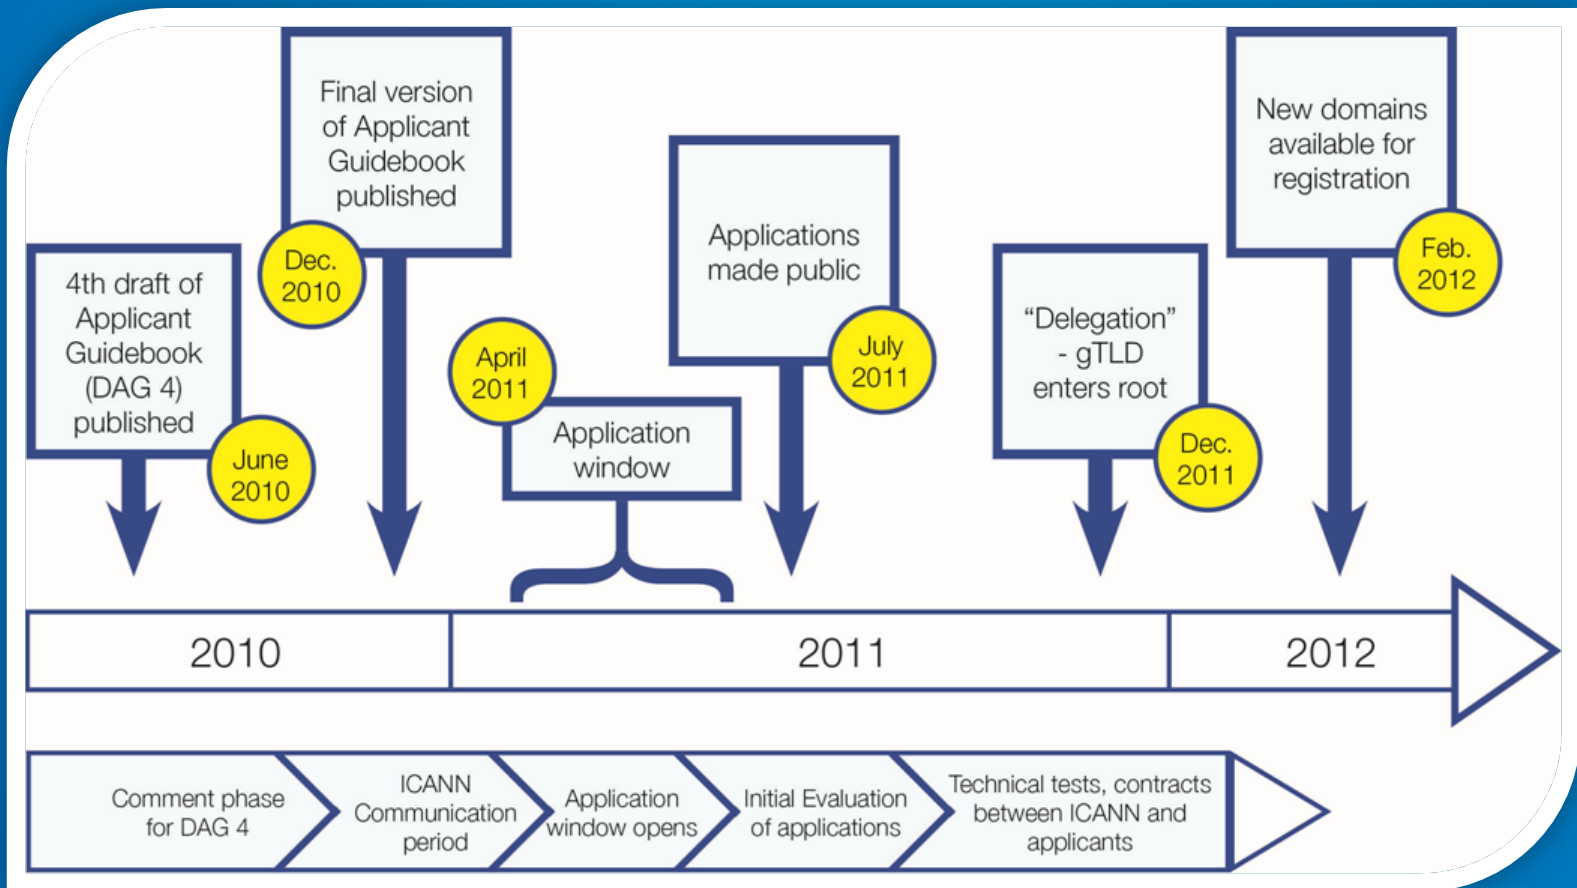 4th draft of
Applicant
Guidebook
(DAG 4)
published
June
2010
Final version
of Applicant
Guidebook
published
Dec.
2010
April
2011
Application
window
Applications
made public
July
2011
“Delegation”
- gTLD
enters root
Dec.
2011
New domains
available for
registration
Feb.
2012
2010
2011
2012
Comment phase
for DAG 4
ICANN
Communication
period
Application
window opens
Initial Evaluation
of applications
Technical tests, contracts
between ICANN and
applicants